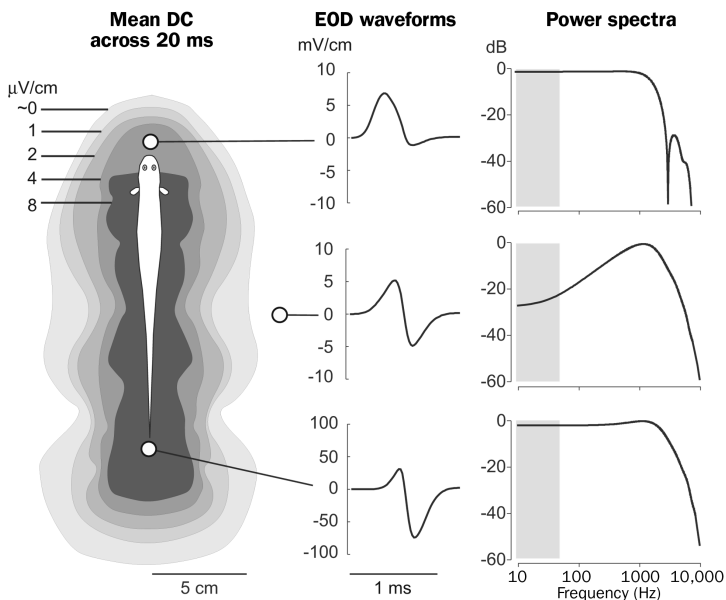 Mean DC
across 20 ms
EOD waveforms
Power spectra
μV/cm
~0
1
2
4
8
5 cm
mV/cm
10
5
0
-5
-10
10
5
0
-5
-10
100
50
0
-50
-100
1 ms
dB
0
-20
-40
-60
0
-20
-40
-60
0
-20
-40
-60
10 100 1000 10,000
Frequency (Hz)